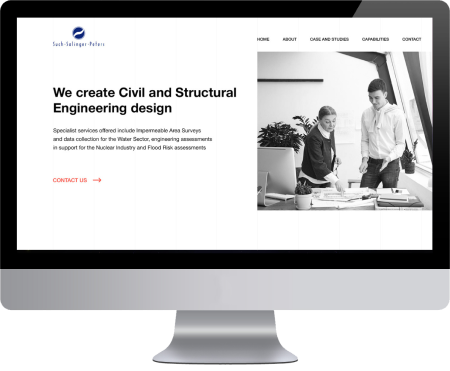 Such-Salinger-Peters
HOME ABOUT CASE AND STUDIES CAPABILITIES CONTACT
We create Civil and Structural
Engineering design
Specialist services offered include Impermeable Area Surveys
and data collection for the Water Sector, engineering assessments
in support for the Nuclear Industry and Flood Risk assessments
CONTACT US